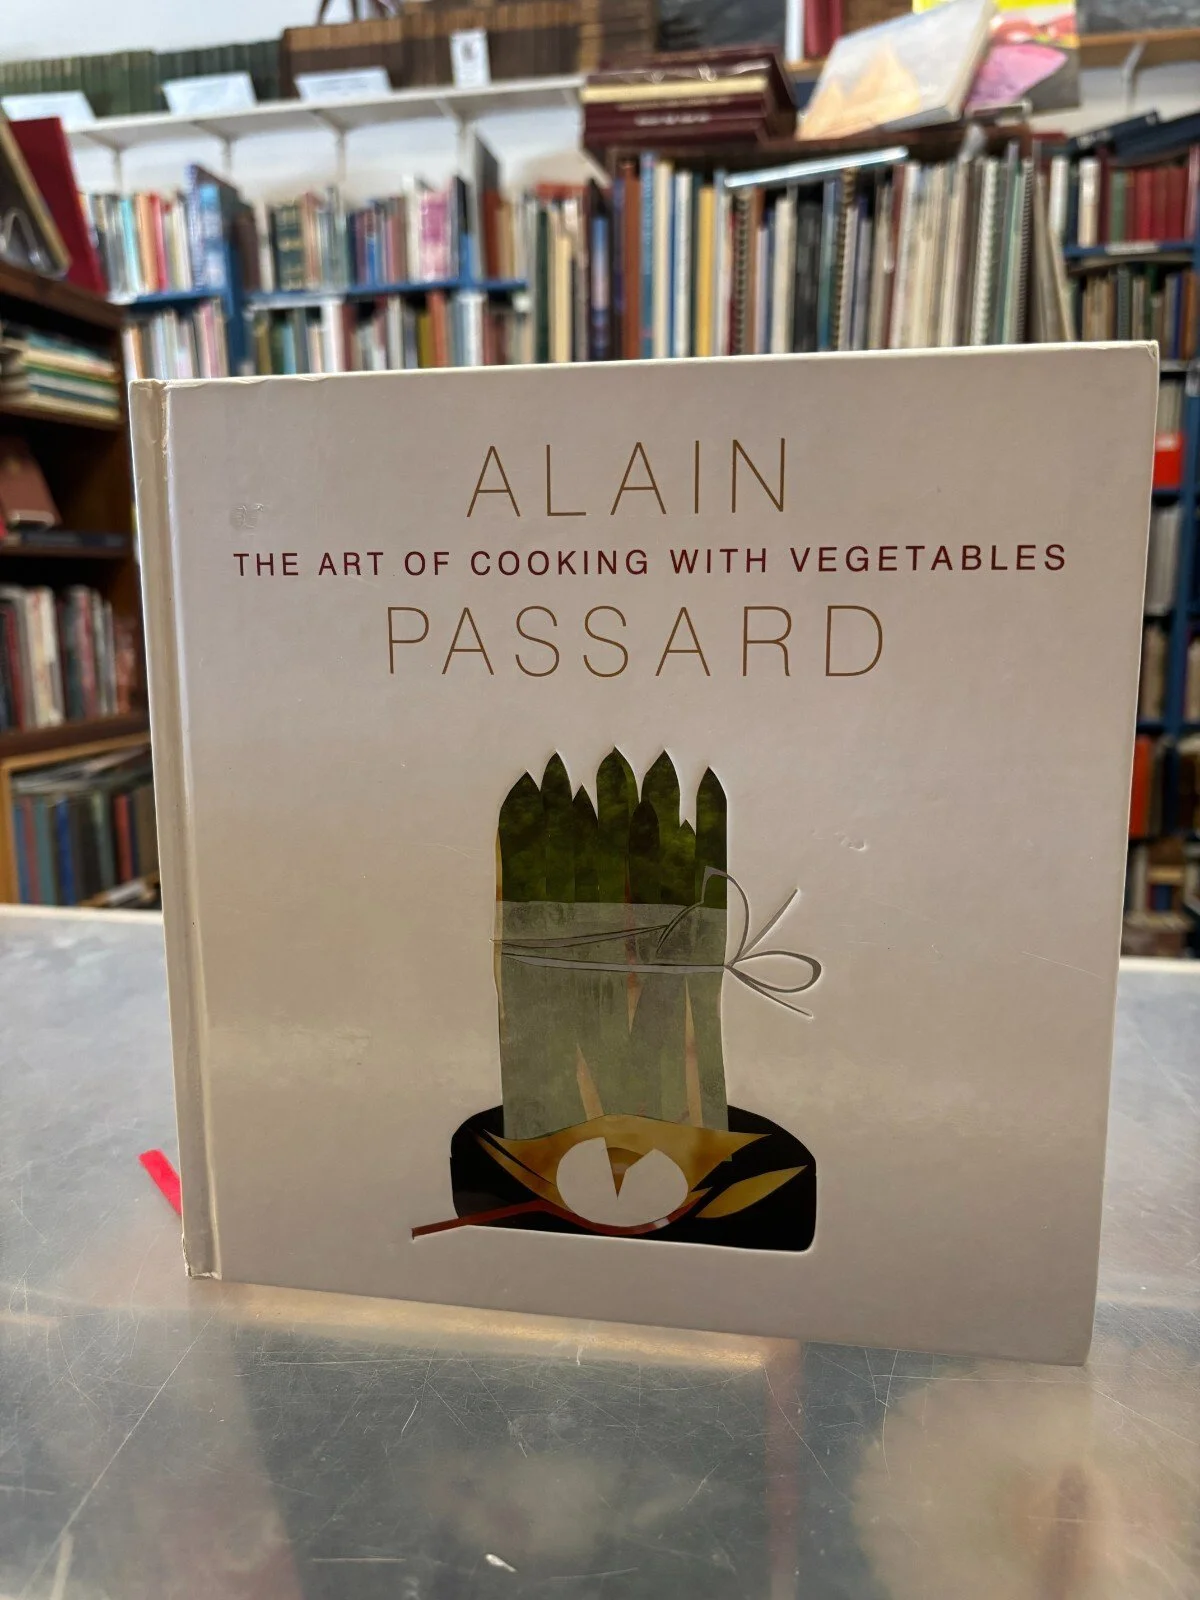 ALAIN
THE ART OF COOKING WITH VEGETABLES
PASSARD